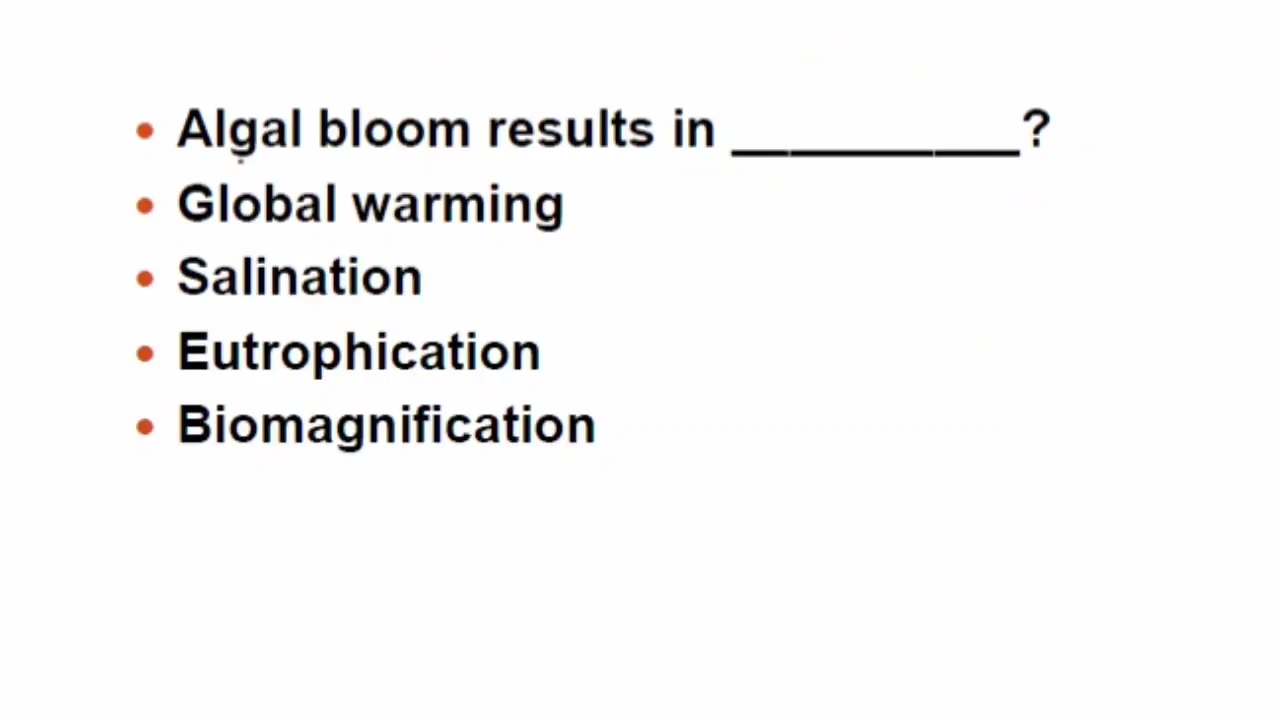 • Algal bloom results in __________?
• Global warming
• Salination
• Eutrophication
• Biomagnification